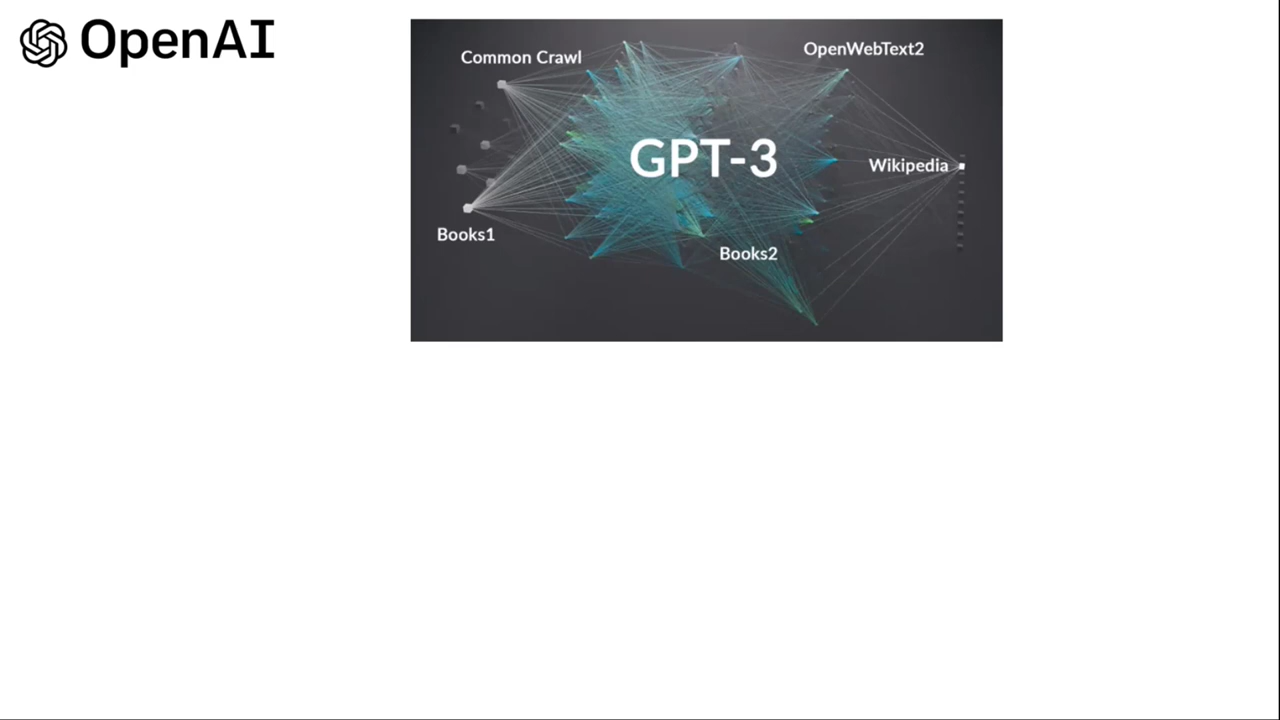 OpenAI
Common Crawl
OpenWebText2
GPT-3
Wikipedia
Books1
Books2